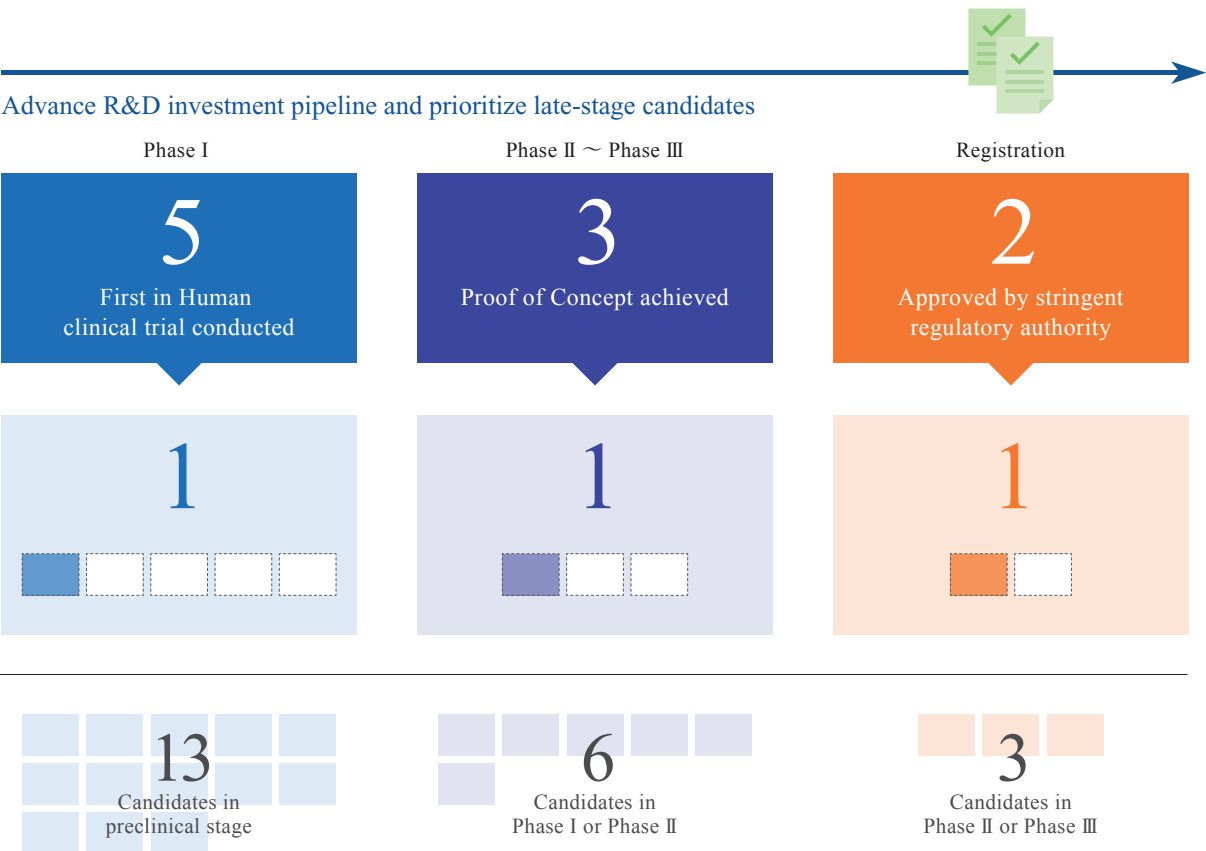 Advance R&D investment pipeline and prioritize late-stage candidates
Phase Ⅰ
Phase Ⅱ ～ Phase Ⅲ
Registration
5
First in Human
clinical trial conducted
3
Proof of Concept achieved
2
Approved by stringent
regulatory authority
1
1
1
13
Candidates in
preclinical stage
6
Candidates in
Phase Ⅰ or Phase Ⅱ
3
Candidates in
Phase Ⅱ or Phase Ⅲ